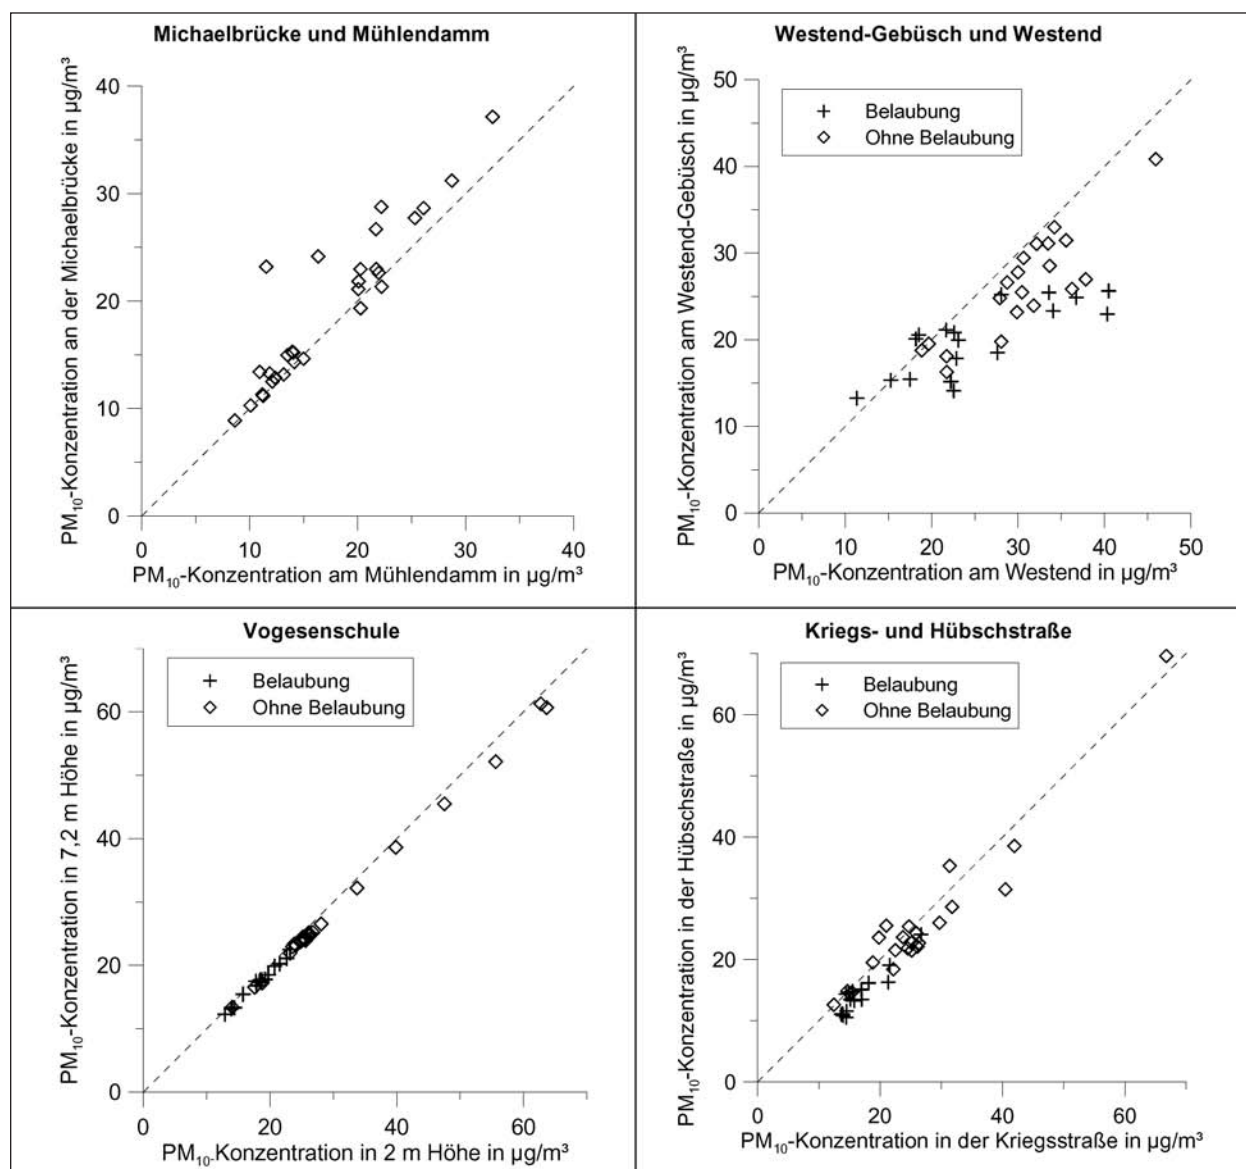 Michaelbrücke und Mühlendamm
PM10-Konzentration an der Michaelbrücke in µg/m³
40
30
20
10
0
0 10 20 30 40
PM10-Konzentration am Mühlendamm in µg/m³
Westend-Gebüsch und Westend
PM10-Konzentration am Westend-Gebüsch in µg/m³
50
Belaubung
Ohne Belaubung
40
30
20
10
0
0 10 20 30 40 50
PM10-Konzentration am Westend in µg/m³
Vogesenschule
PM10-Konzentration in 7,2 m Höhe in µg/m³
Belaubung
Ohne Belaubung
60
40
20
0
0 20 40 60
PM10-Konzentration in 2 m Höhe in µg/m³
Kriegs- und Hübschstraße
PM10-Konzentration in der Hübschstraße in µg/m³
Belaubung
Ohne Belaubung
60
40
20
0
0 20 40 60
PM10-Konzentration in der Kriegsstraße in µg/m³